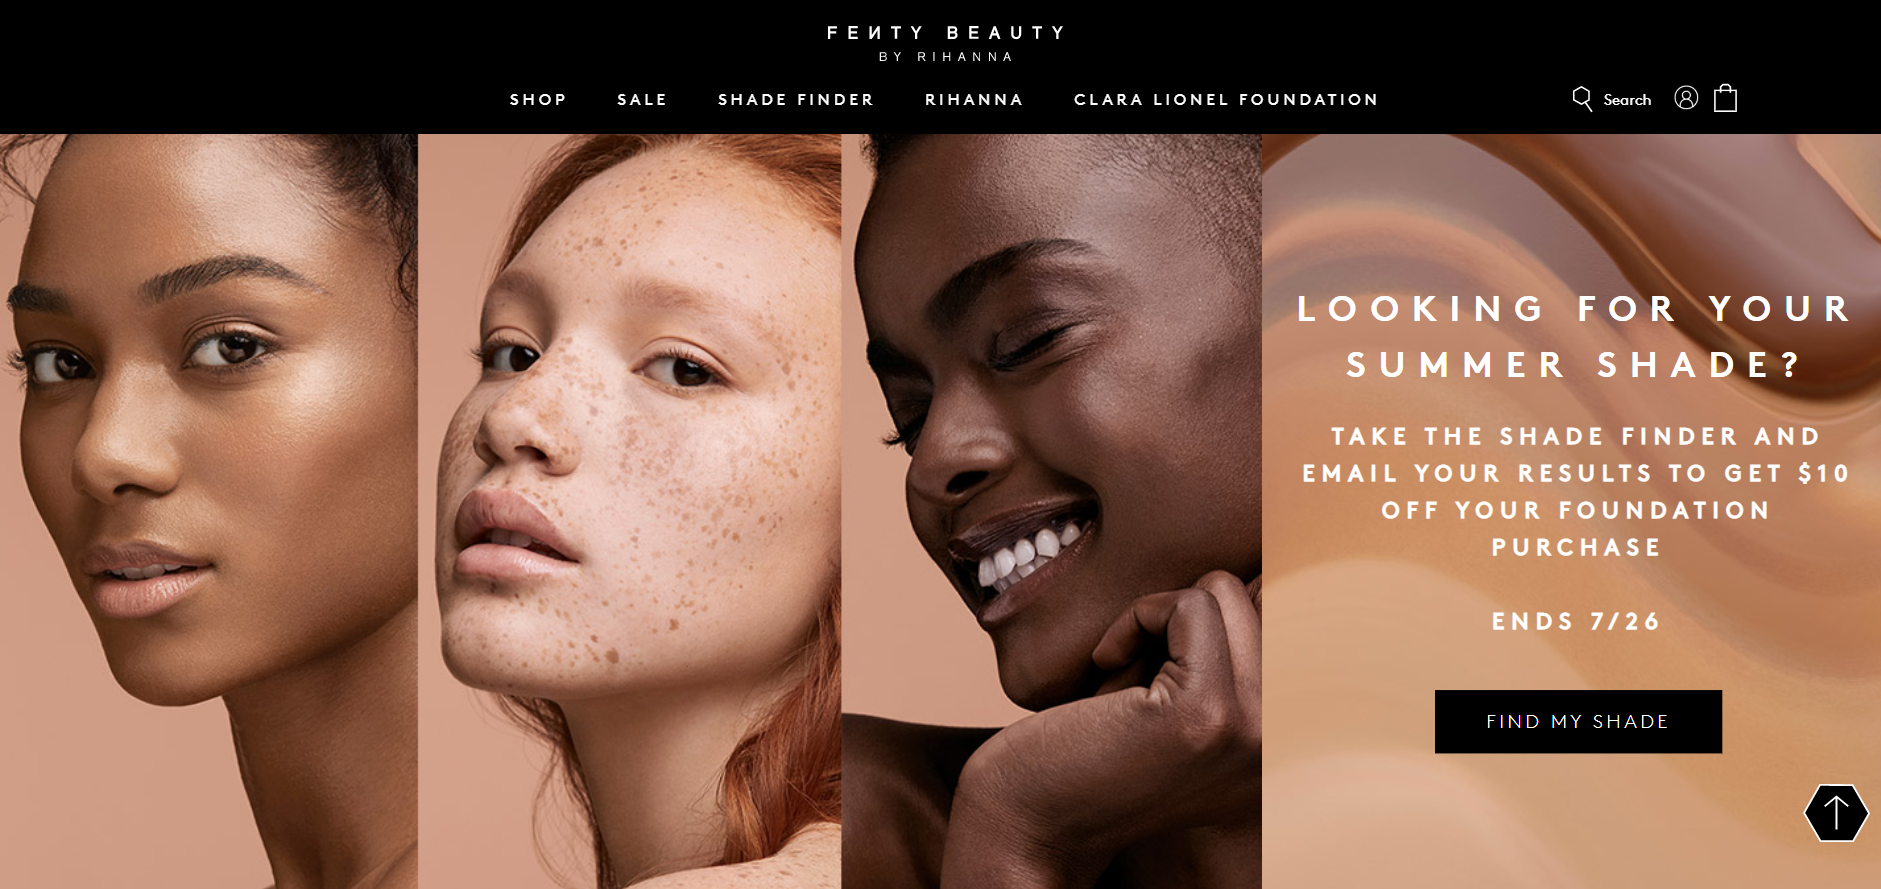 FENTY BEAUTY
BY RIHANNA
SHOP SALE SHADE FINDER RIHANNA CLARA LIONEL FOUNDATION Search
LOOKING FOR YOUR
SUMMER SHADE?
TAKE THE SHADE FINDER AND
EMAIL YOUR RESULTS TO GET $10
OFF YOUR FOUNDATION
PURCHASE
ENDS 7/26
FIND MY SHADE